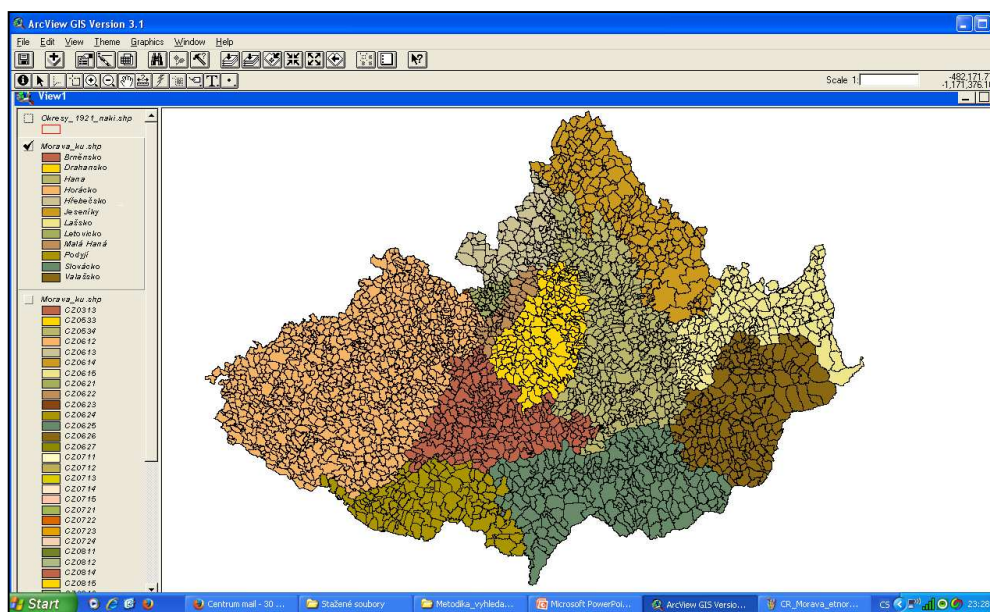 ArcView GIS Version 3.1
File Edit View Theme Graphics Window Help
Scale 1:
-482,171.77
-1,171,376.10
View1
Okresy_1921_naki.shp
Morava_ku.shp
Brněnsko
Drahansko
Hana
Horácko
Hřebečsko
Jeseníky
Lašsko
Letovicko
Malá Haná
Podyjí
Slovácko
Valašsko
Morava_ku.shp
CZ0313
CZ0533
CZ0534
CZ0612
CZ0613
CZ0614
CZ0615
CZ0621
CZ0622
CZ0623
CZ0624
CZ0625
CZ0626
CZ0627
CZ0711
CZ0712
CZ0713
CZ0714
CZ0715
CZ0721
CZ0722
CZ0723
CZ0724
CZ0811
CZ0812
CZ0814
CZ0815
Start
Centrum mail - 30 ...
Stažené soubory
Metodika_vyhleda...
Microsoft PowerPoi...
ArcView GIS Versio...
CR_Morava_etnor...
CS
23:28